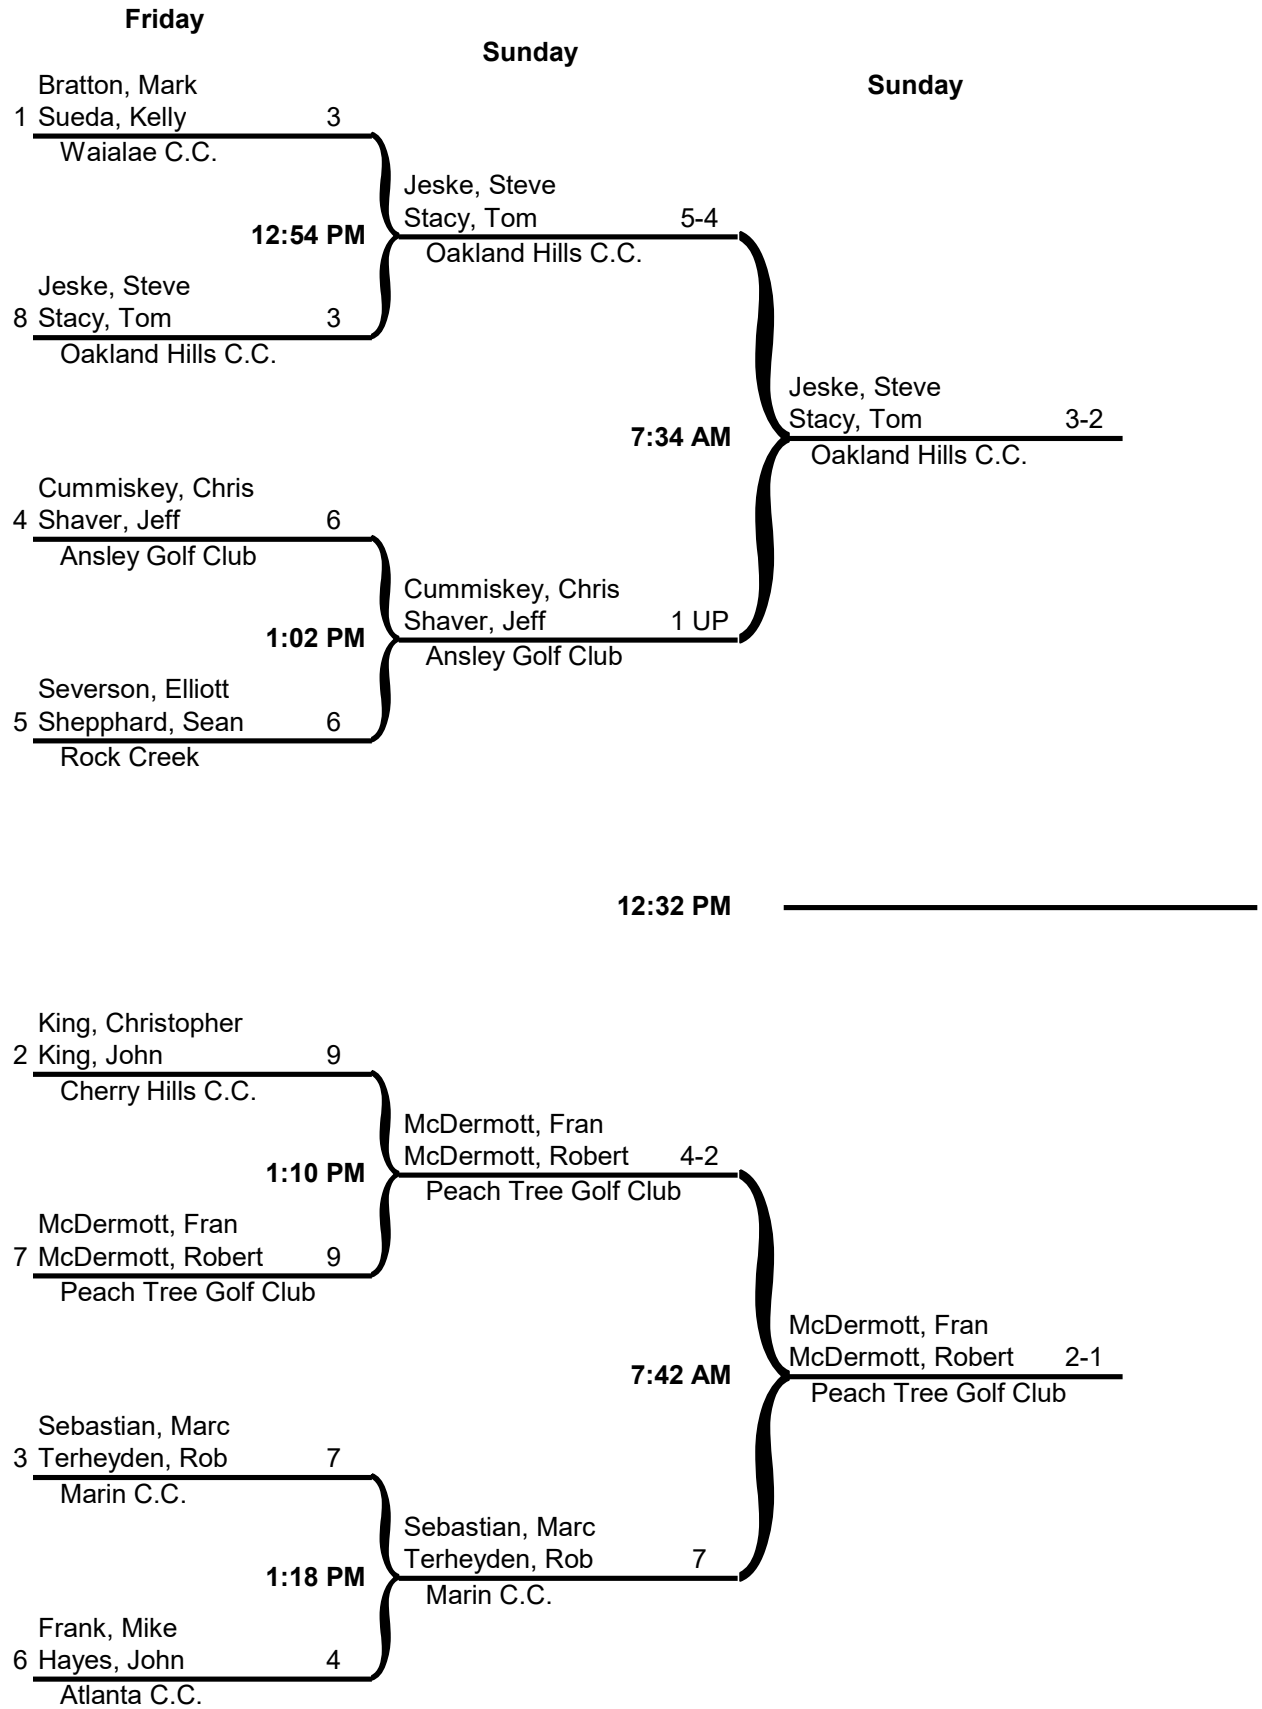 Friday
Sunday
Sunday
Bratton, Mark
1 Sueda, Kelly 3
Waialae C.C.
Jeske, Steve
Stacy, Tom 5-4
12:54 PM
Oakland Hills C.C.
Jeske, Steve
8 Stacy, Tom 3
Oakland Hills C.C.
Jeske, Steve
Stacy, Tom 3-2
7:34 AM
Oakland Hills C.C.
Cummiskey, Chris
4 Shaver, Jeff 6
Ansley Golf Club
Cummiskey, Chris
Shaver, Jeff 1 UP
1:02 PM
Ansley Golf Club
Severson, Elliott
5 Shepphard, Sean 6
Rock Creek
12:32 PM
King, Christopher
2 King, John 9
Cherry Hills C.C.
McDermott, Fran
McDermott, Robert 4-2
1:10 PM
Peach Tree Golf Club
McDermott, Fran
7 McDermott, Robert 9
Peach Tree Golf Club
McDermott, Fran
McDermott, Robert 2-1
7:42 AM
Peach Tree Golf Club
Sebastian, Marc
3 Terheyden, Rob 7
Marin C.C.
Sebastian, Marc
Terheyden, Rob 7
1:18 PM
Marin C.C.
Frank, Mike
6 Hayes, John 4
Atlanta C.C.